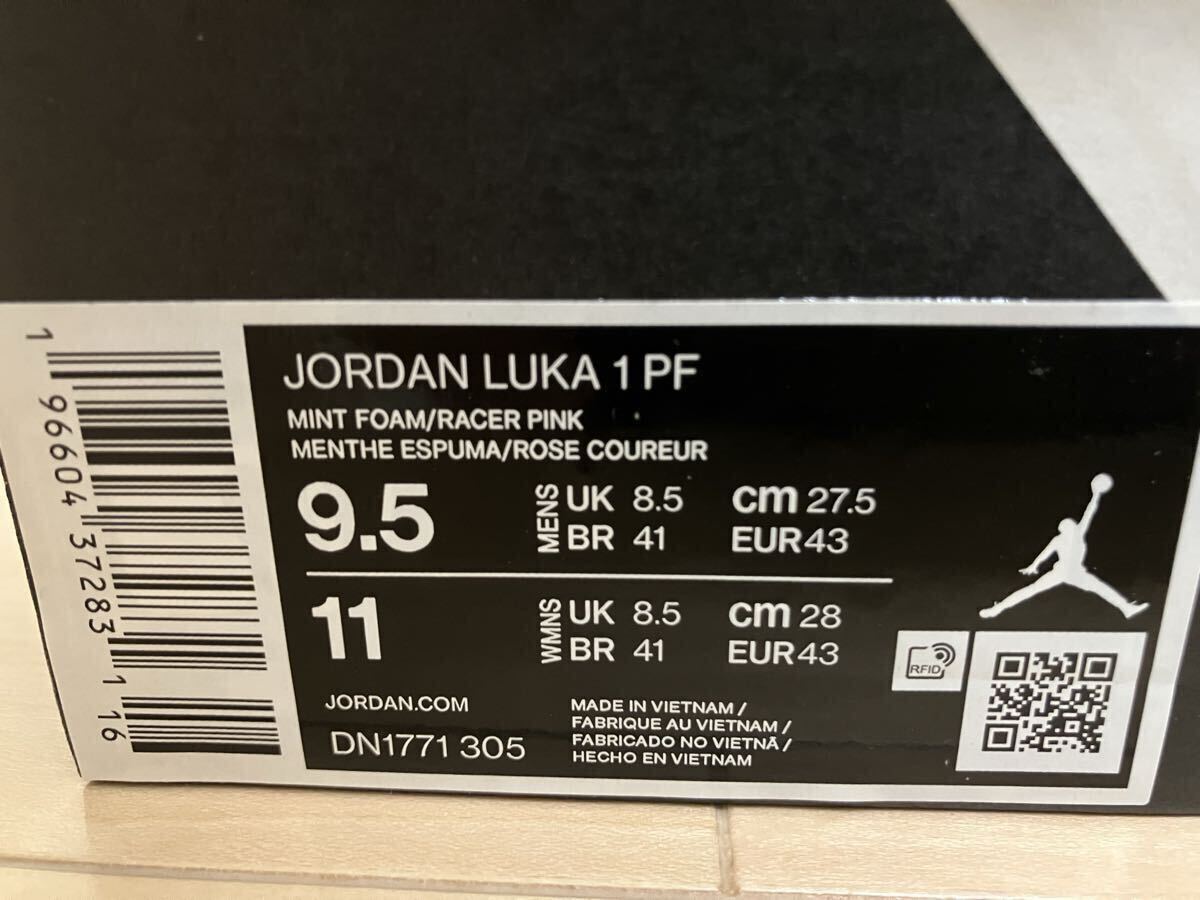 JORDAN LUKA 1 PF
MINT FOAM/RACER PINK
MENTHE ESPUMA/ROSE COUREUR
9.5 MENS UK 8.5 cm 27.5
BR 41 EUR 43
11 WMNS UK 8.5 cm 28
BR 41 EUR 43
JORDAN.COM
DN1771 305
MADE IN VIETNAM /
FABRIQUE AU VIETNAM /
FABRICADO NO VIETNÃ /
HECHO EN VIETNAM
RFID
1 96604 37283 1 16